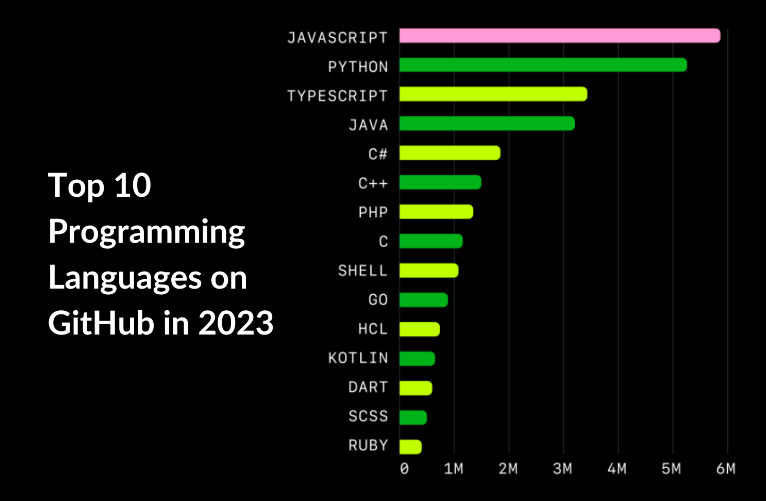 Top 10
Programming
Languages on
GitHub in 2023
JAVASCRIPT
PYTHON
TYPESCRIPT
JAVA
C#
C++
PHP
C
SHELL
GO
HCL
KOTLIN
DART
SCSS
RUBY
0 1M 2M 3M 4M 5M 6M